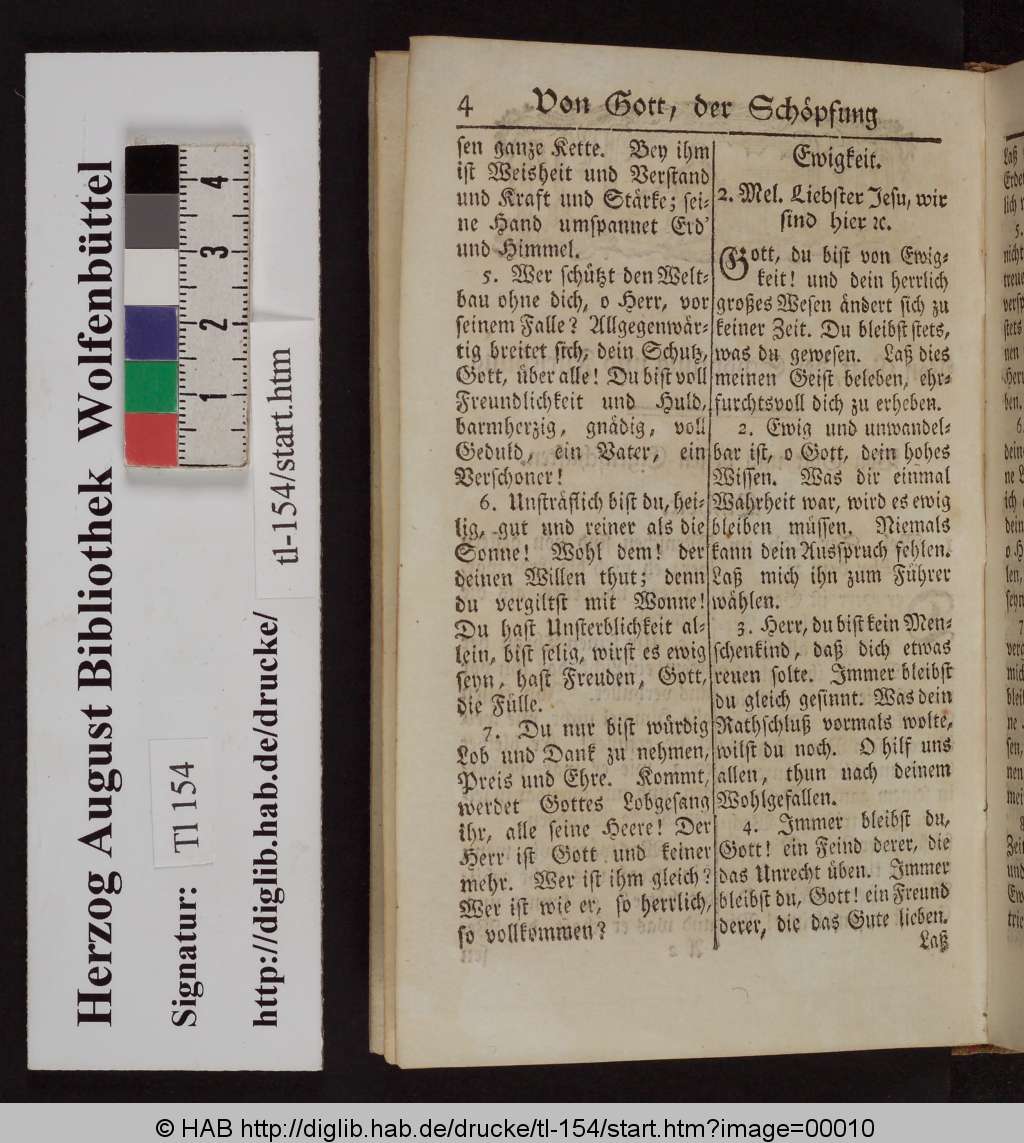 Herzog August Bibliothek Wolfenbüttel
Signatur: Tl 154
http://diglib.hab.de/drucke/
tl-154/start.htm
4
3
2
1
4 Von Gott, der Schöpfung
sen ganze Kette. Bey ihm
ist Weisheit und Verstand
und Kraft und Stärke; sei-
ne Hand umspannet Erd'
und Himmel.
5. Wer schützt den Welt-
bau ohne dich, o Herr, vor
seinem Falle? Allgegenwär-
tig breitet sich, dein Schutz,
Gott, über alle! Du bist voll
Freundlichkeit und Huld,
barmherzig, gnädig, voll
Geduld, ein Vater, ein
Verschoner!
6. Unsträflich bist du, hei-
lig, gut und reiner als die
Sonne! Wohl dem! der
deinen Willen thut; denn
du vergiltst mit Wonne!
Du hast Unsterblichkeit al-
lein, bist selig, wirst es ewig
seyn, hast Freuden, Gott,
die Fülle.
7. Du nur bist würdig
Lob und Dank zu nehmen,
Preis und Ehre. Kommt,
werdet Gottes Lobgesang
ihr, alle seine Heere! Der
Herr ist Gott und keiner
mehr. Wer ist ihm gleich?
Wer ist wie er, so herrlich,
so vollkommen?
Ewigkeit.
2. Mel. Liebster Jesu, wir
sind hier ꝛc.
Gott, du bist von Ewig-
keit! und dein herrlich
großes Wesen ändert sich zu
keiner Zeit. Du bleibst stets,
was du gewesen. Laß dies
meinen Geist beleben, ehr-
furchtsvoll dich zu erheben.
2. Ewig und unwandel-
bar ist, o Gott, dein hohes
Wissen. Was dir einmal
Wahrheit war, wird es ewig
bleiben müssen. Niemals
kann dein Ausspruch fehlen.
Laß mich ihn zum Führer
wählen.
3. Herr, du bist kein Men-
schenkind, daß dich etwas
reuen solte. Immer bleibst
du gleich gesinnt. Was dein
Rathschluß vormals wolte,
wilst du noch. O hilf uns
allen, thun nach deinem
Wohlgefallen.
4. Immer bleibst du,
Gott! ein Feind derer, die
das Unrecht üben. Immer
bleibst du, Gott! ein Freund
derer, die das Gute lieben.
Laß
© HAB http://diglib.hab.de/drucke/tl-154/start.htm?image=00010